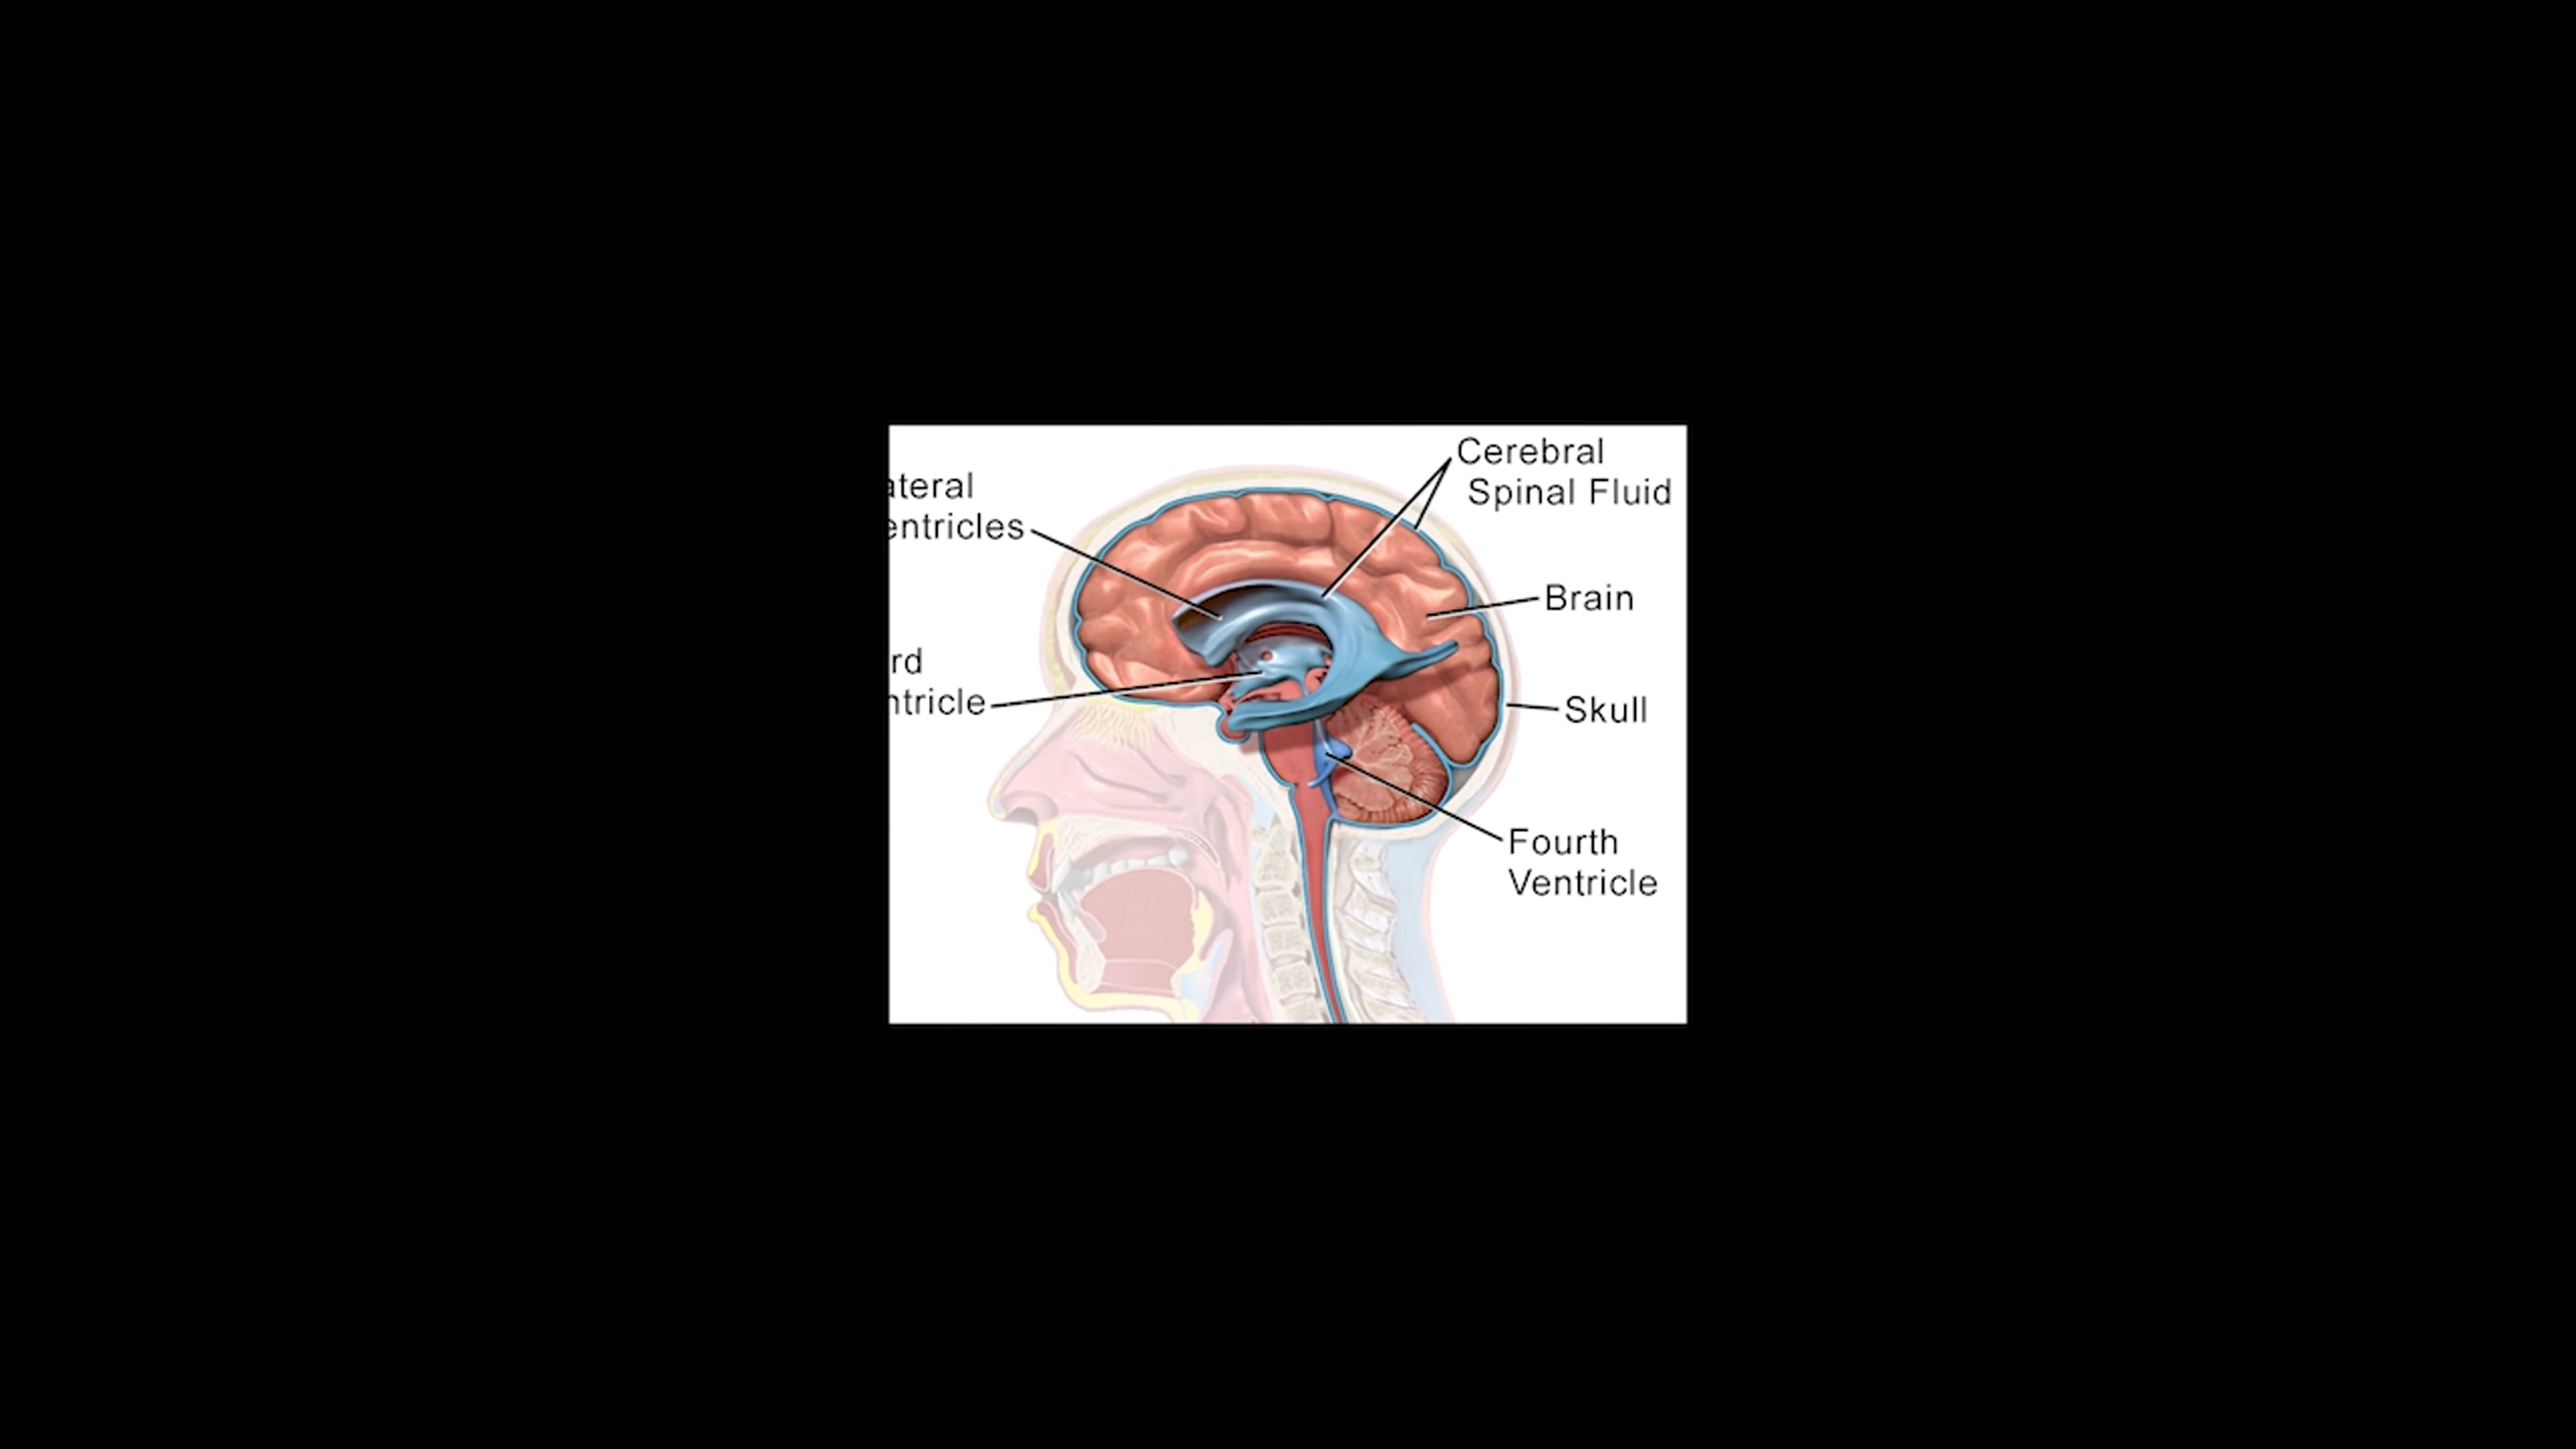 Cerebral
Spinal Fluid
ateral
entricles
Brain
rd
ntricle
Skull
Fourth
Ventricle